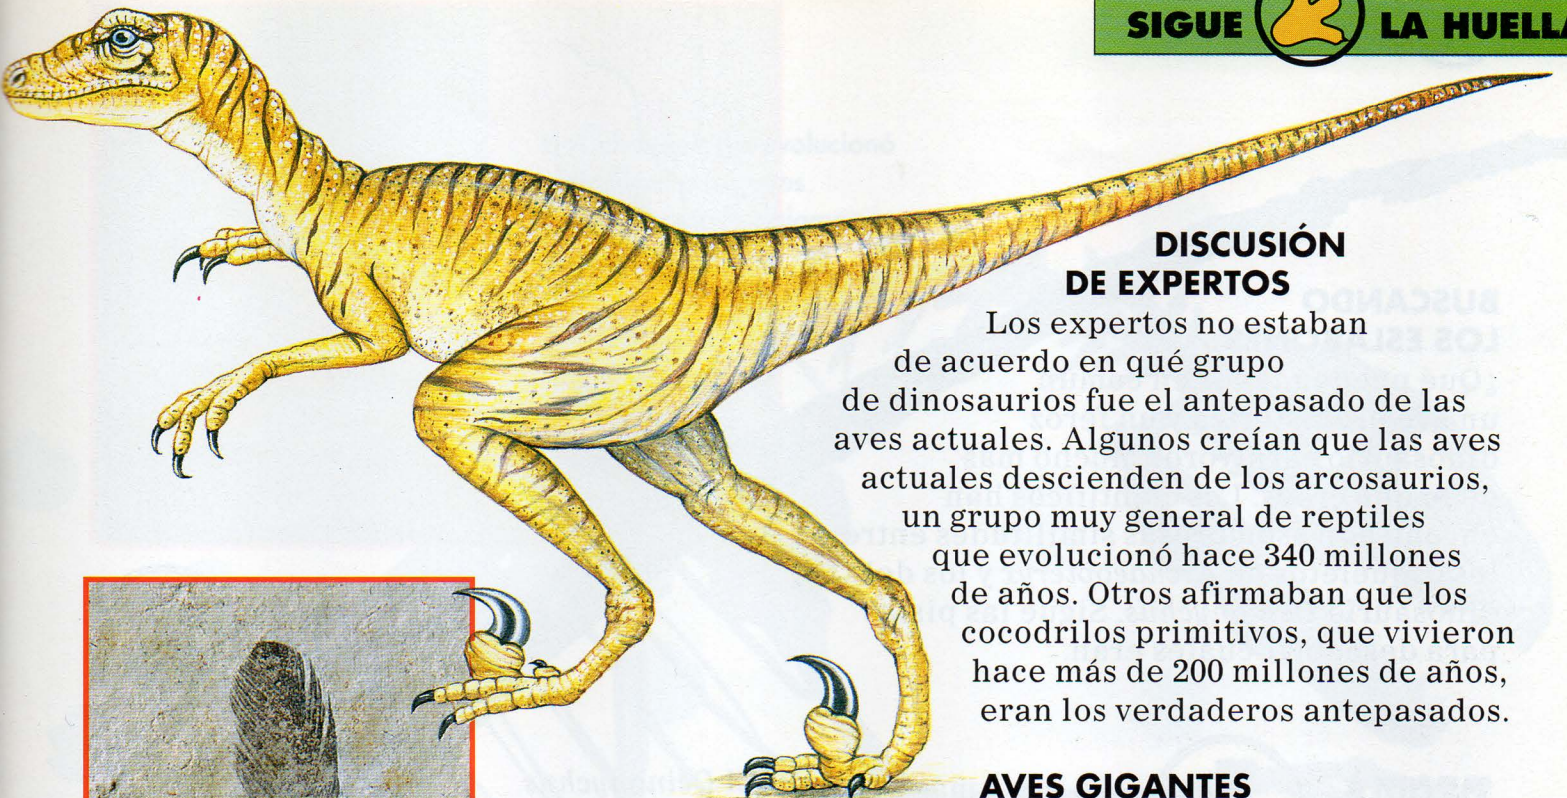 SIGUE LA HUELLA
DISCUSIÓN
DE EXPERTOS
Los expertos no estaban
de acuerdo en qué grupo
de dinosaurios fue el antepasado de las
aves actuales. Algunos creían que las aves
actuales descienden de los arcosaurios,
un grupo muy general de reptiles
que evolucionó hace 340 millones
de años. Otros afirmaban que los
cocodrilos primitivos, que vivieron
hace más de 200 millones de años,
eran los verdaderos antepasados.
AVES GIGANTES